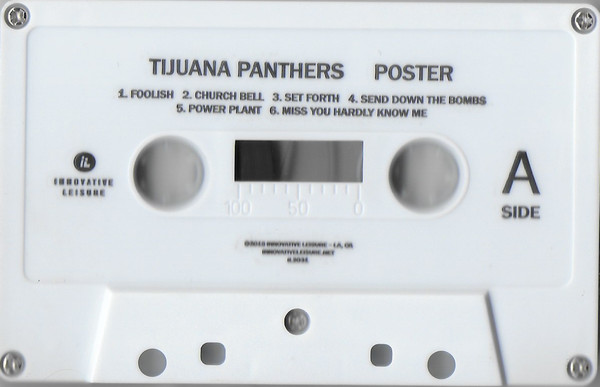 TIJUANA PANTHERS POSTER
1. FOOLISH 2. CHURCH BELL 3. SET FORTH 4. SEND DOWN THE BOMBS
5. POWER PLANT 6. MISS YOU HARDLY KNOW ME
iL
INNOVATIVE
LEISURE
A
SIDE
100 50 0
INNOVATIVE LEISURE - LA, CA
INNOVATIVELEISURE.NET